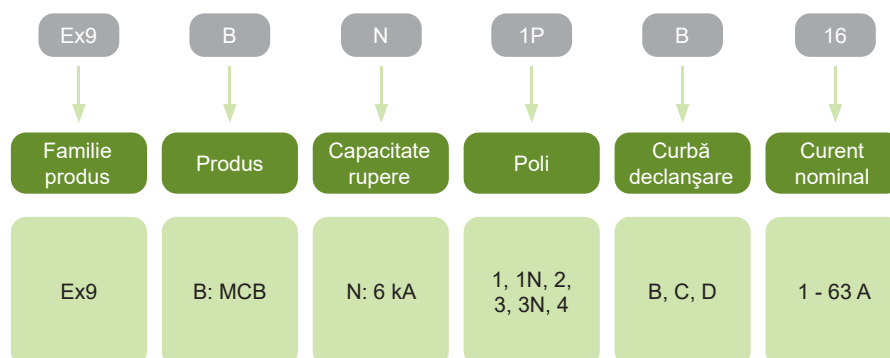 Ex9
B
N
1P
B
16
Familie
produs
Produs
Capacitate
rupere
Poli
Curbă
declanşare
Curent
nominal
Ex9
B: MCB
N: 6 kA
1, 1N, 2,
3, 3N, 4
B, C, D
1 - 63 A